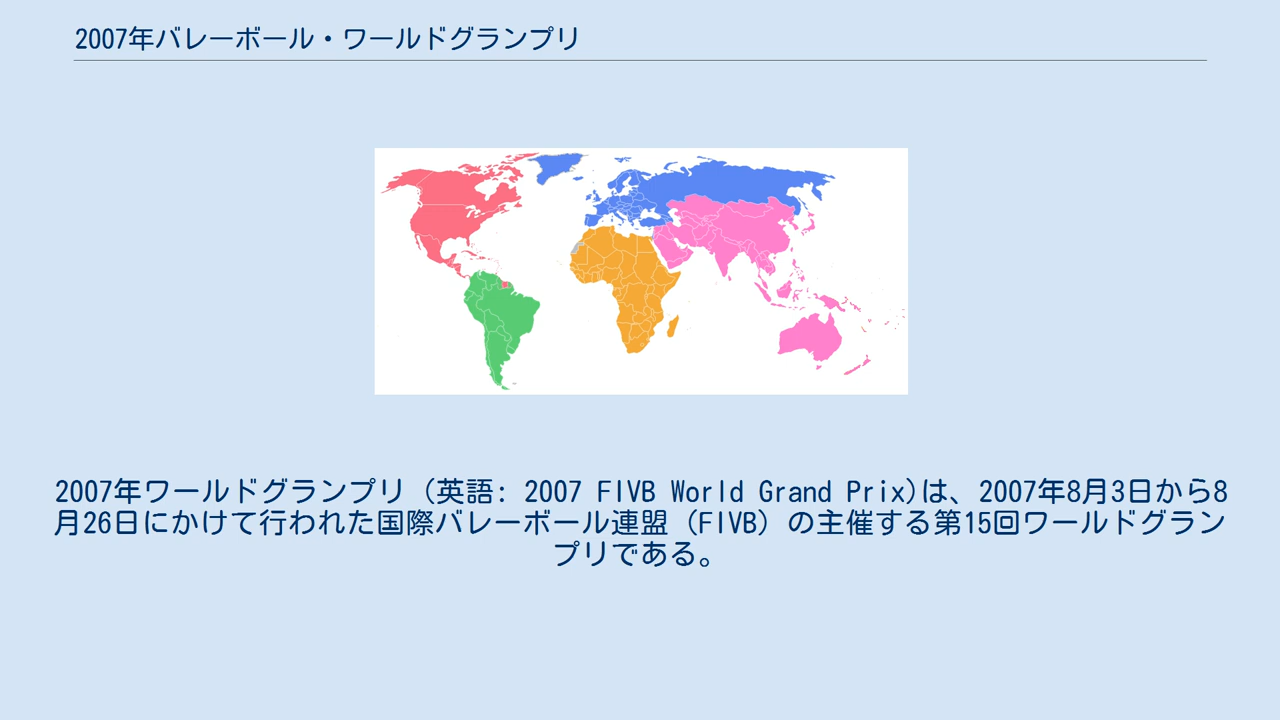 2007年バレーボール・ワールドグランプリ
2007年ワールドグランプリ (英語: 2007 FIVB World Grand Prix)は、2007年8月3日から8
月26日にかけて行われた国際バレーボール連盟（FIVB）の主催する第15回ワールドグラン
プリである。